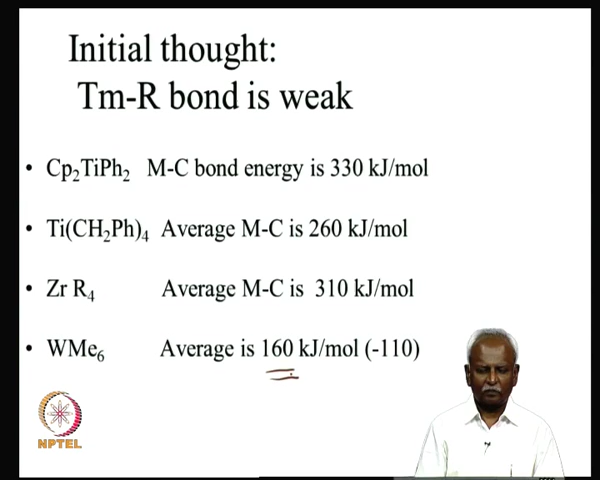 Initial thought:
Tm-R bond is weak
• Cp₂TiPh₂ M-C bond energy is 330 kJ/mol
• Ti(CH₂Ph)₄ Average M-C is 260 kJ/mol
• Zr R₄ Average M-C is 310 kJ/mol
• WMe₆ Average is 160 kJ/mol (-110)
NPTEL